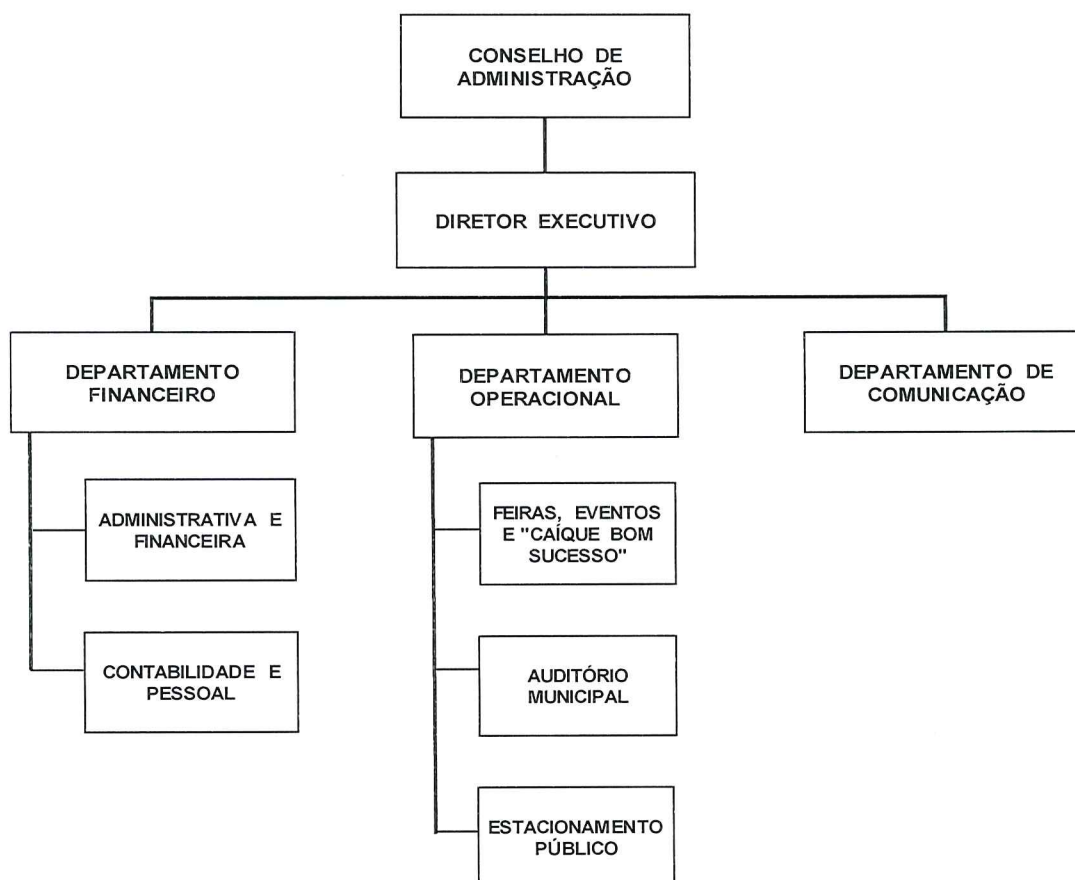 CONSELHO DE
ADMINISTRAÇÃO
DIRETOR EXECUTIVO
DEPARTAMENTO
FINANCEIRO
DEPARTAMENTO
OPERACIONAL
DEPARTAMENTO DE
COMUNICAÇÃO
ADMINISTRATIVA E
FINANCEIRA
CONTABILIDADE E
PESSOAL
FEIRAS, EVENTOS
E "CAÍQUE BOM
SUCESSO"
AUDITÓRIO
MUNICIPAL
ESTACIONAMENTO
PÚBLICO